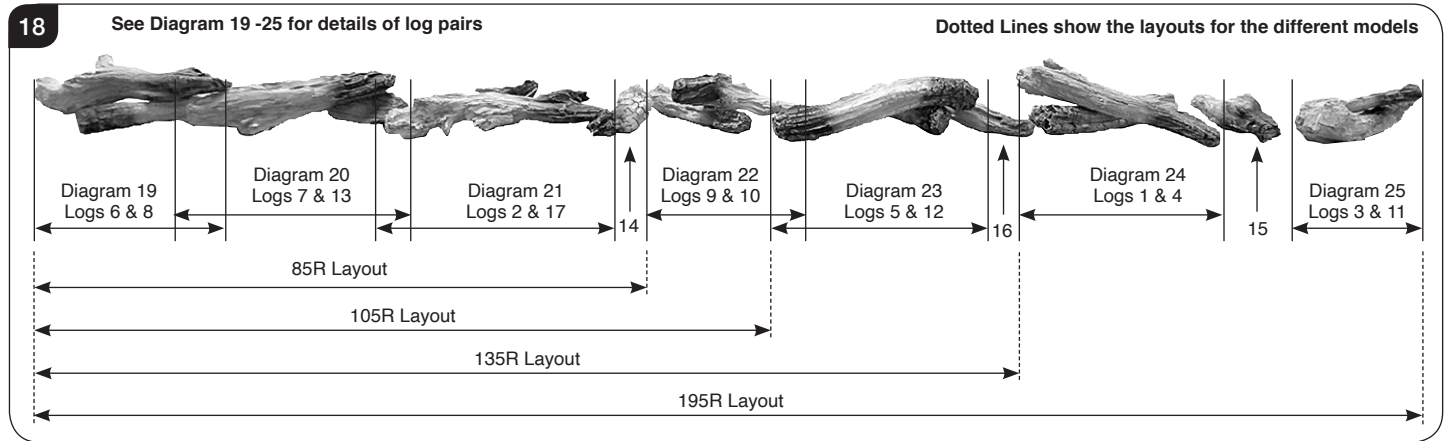 18
See Diagram 19 -25 for details of log pairs
Dotted Lines show the layouts for the different models
Diagram 19
Logs 6 & 8
Diagram 20
Logs 7 & 13
Diagram 21
Logs 2 & 17
14
Diagram 22
Logs 9 & 10
Diagram 23
Logs 5 & 12
16
Diagram 24
Logs 1 & 4
15
Diagram 25
Logs 3 & 11
85R Layout
105R Layout
135R Layout
195R Layout